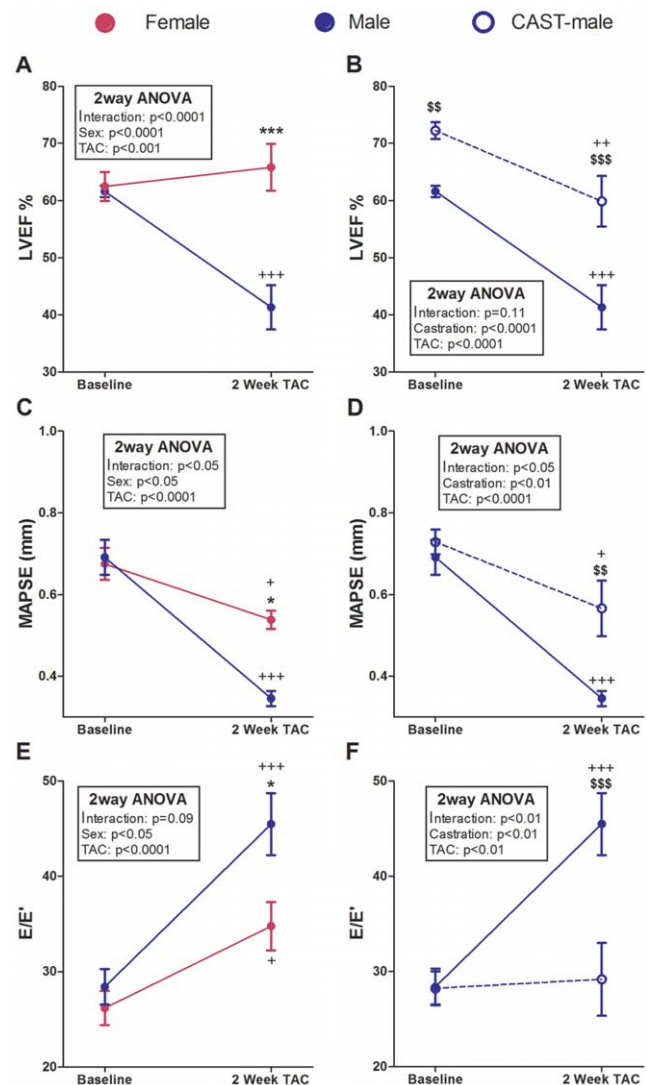 Female Male CAST-male
A
80
70
60
50
40
30
LVEF %
2way ANOVA
Interaction: p<0.0001
Sex: p<0.0001
TAC: p<0.001
***
+++
Baseline 2 Week TAC
B
80
70
60
50
40
30
LVEF %
$$
++
$$$
+++
2way ANOVA
Interaction: p=0.11
Castration: p<0.0001
TAC: p<0.0001
Baseline 2 Week TAC
C
1.0
0.8
0.6
0.4
MAPSE (mm)
2way ANOVA
Interaction: p<0.05
Sex: p<0.05
TAC: p<0.0001
+
*
+++
Baseline 2 Week TAC
D
1.0
0.8
0.6
0.4
MAPSE (mm)
2way ANOVA
Interaction: p<0.05
Castration: p<0.01
TAC: p<0.0001
+
$$
+++
Baseline 2 Week TAC
E
50
40
30
20
E/E'
2way ANOVA
Interaction: p=0.09
Sex: p<0.05
TAC: p<0.0001
+++
*
+
Baseline 2 Week TAC
F
50
40
30
20
E/E'
2way ANOVA
Interaction: p<0.01
Castration: p<0.01
TAC: p<0.01
+++
$$$
Baseline 2 Week TAC